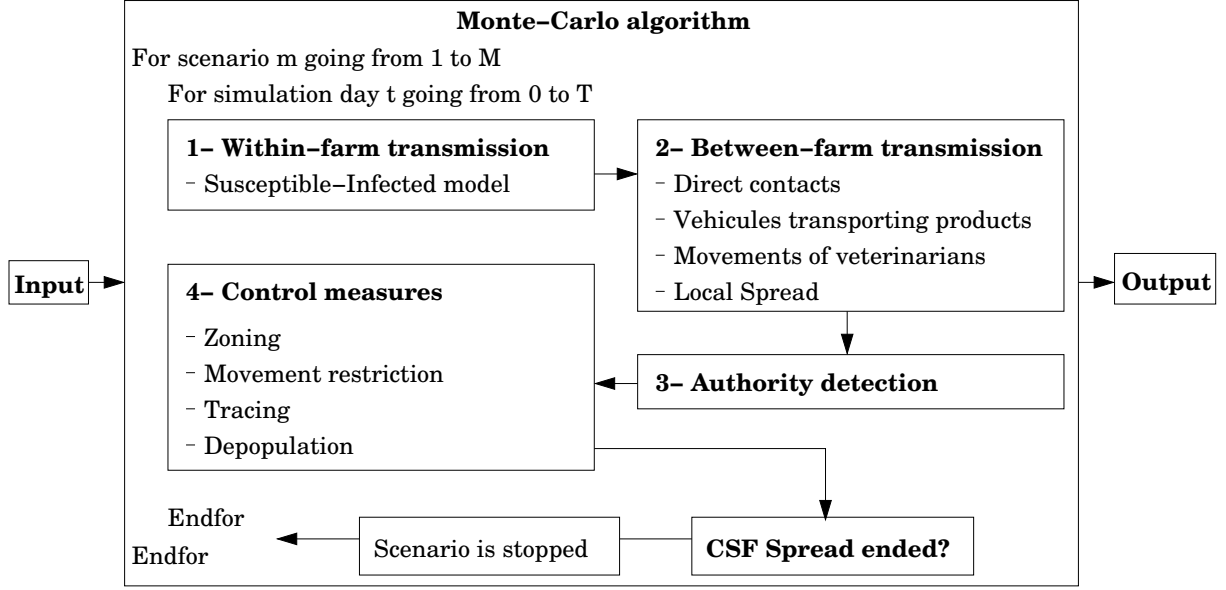 Monte–Carlo algorithm
For scenario m going from 1 to M
For simulation day t going from 0 to T
1– Within–farm transmission
– Susceptible–Infected model
2– Between–farm transmission
– Direct contacts
– Vehicules transporting products
– Movements of veterinarians
– Local Spread
Input
4– Control measures
– Zoning
– Movement restriction
– Tracing
– Depopulation
3– Authority detection
Output
Endfor
Endfor
Scenario is stopped
CSF Spread ended?